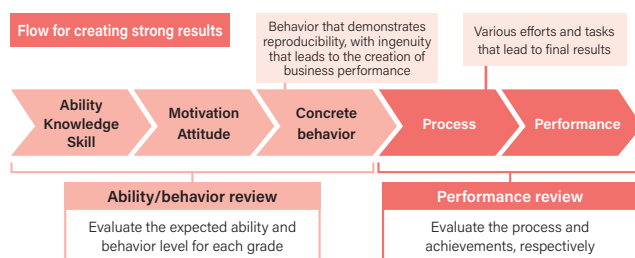 Flow for creating strong results
Behavior that demonstrates
reproducibility, with ingenuity
that leads to the creation of
business performance
Various efforts and tasks
that lead to final results
Ability
Knowledge
Skill
Motivation
Attitude
Concrete
behavior
Process
Performance
Ability/behavior review
Evaluate the expected ability and
behavior level for each grade
Performance review
Evaluate the process and
achievements, respectively